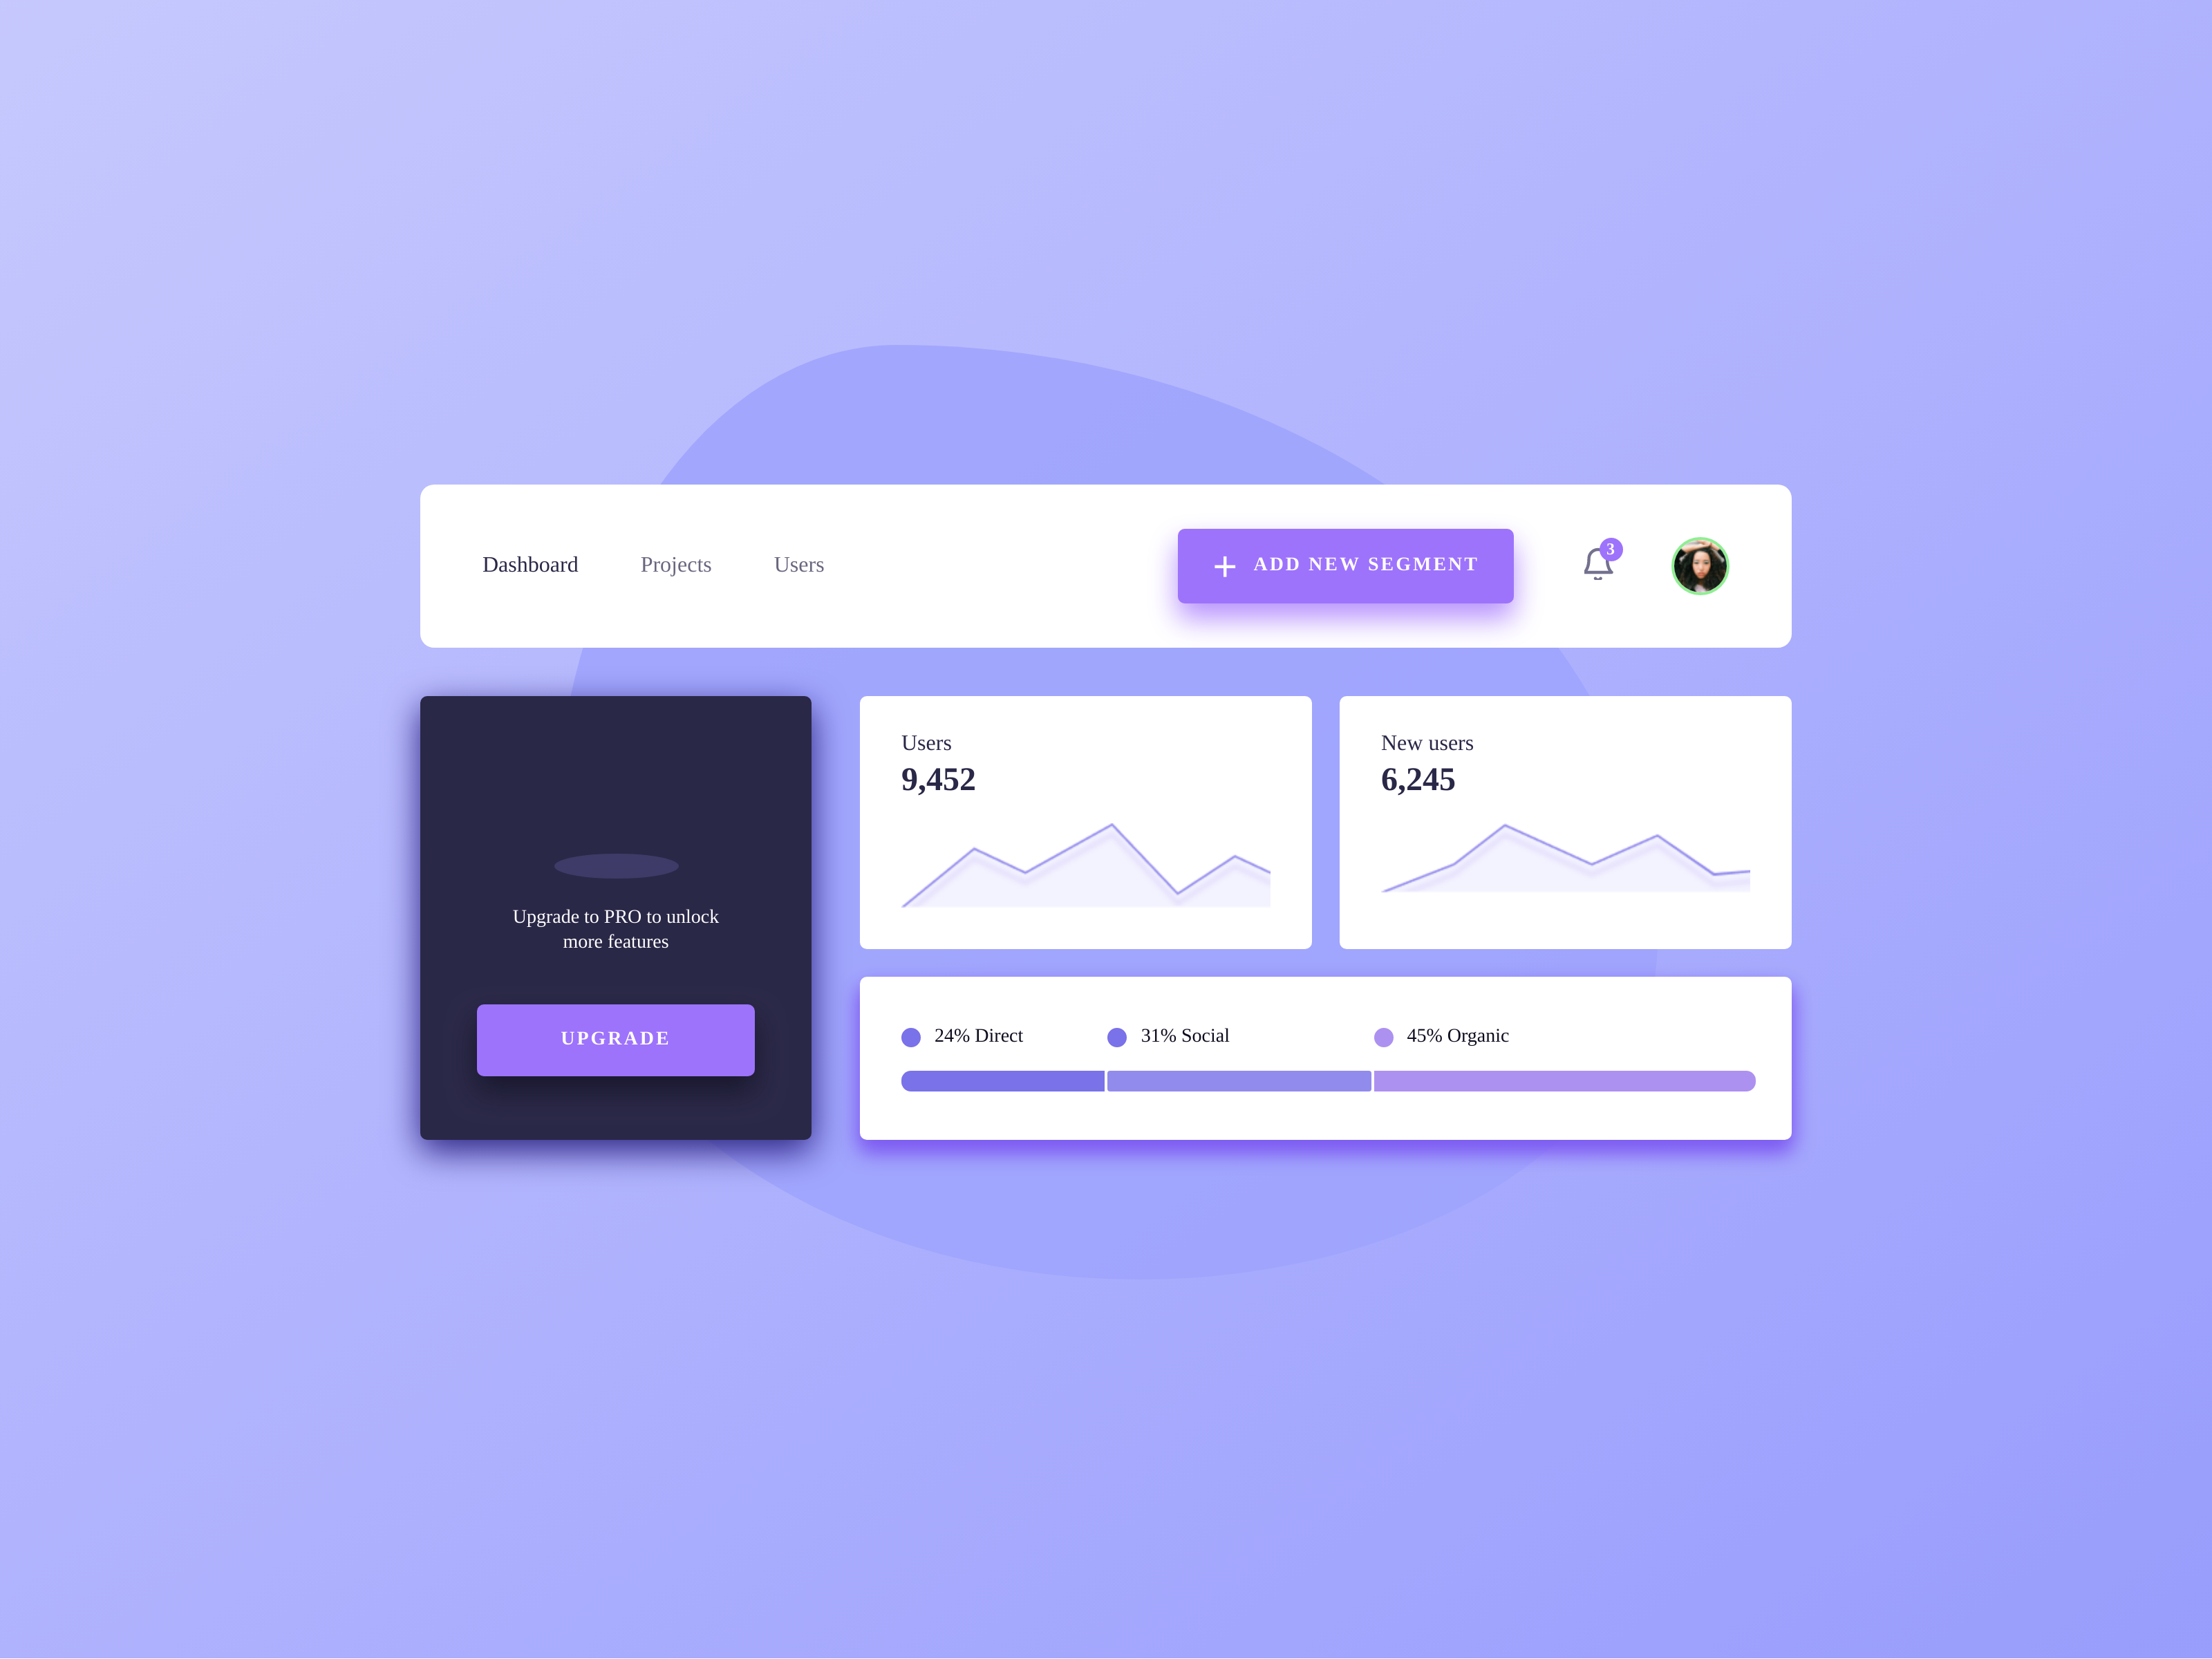 Dashboard
Projects
Users
ADD NEW SEGMENT
3
Upgrade to PRO to unlock
more features
UPGRADE
Users
9,452
New users
6,245
24% Direct
31% Social
45% Organic